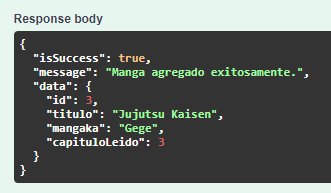 Response body
{
  "isSuccess": true,
  "message": "Manga agregado exitosamente.",
  "data": {
    "id": 3,
    "titulo": "Jujutsu Kaisen",
    "mangaka": "Gege",
    "capituloLeido": 3
  }
}